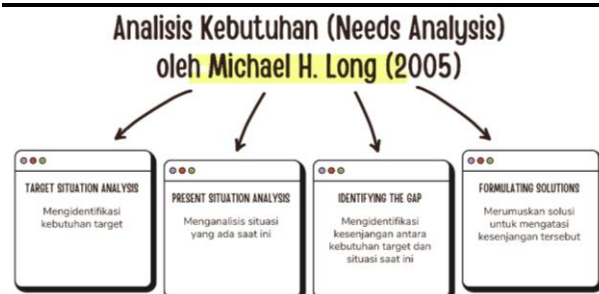 Analisis Kebutuhan (Needs Analysis)
oleh Michael H. Long (2005)
TARGET SITUATION ANALYSIS
Mengidentifikasi
kebutuhan target
PRESENT SITUATION ANALYSIS
Menganalisis situasi
yang ada saat ini
IDENTIFYING THE GAP
Mengidentifikasi
kesenjangan antara
kebutuhan target dan
situasi saat ini
FORMULATING SOLUTIONS
Merumuskan solusi
untuk mengatasi
kesenjangan tersebut